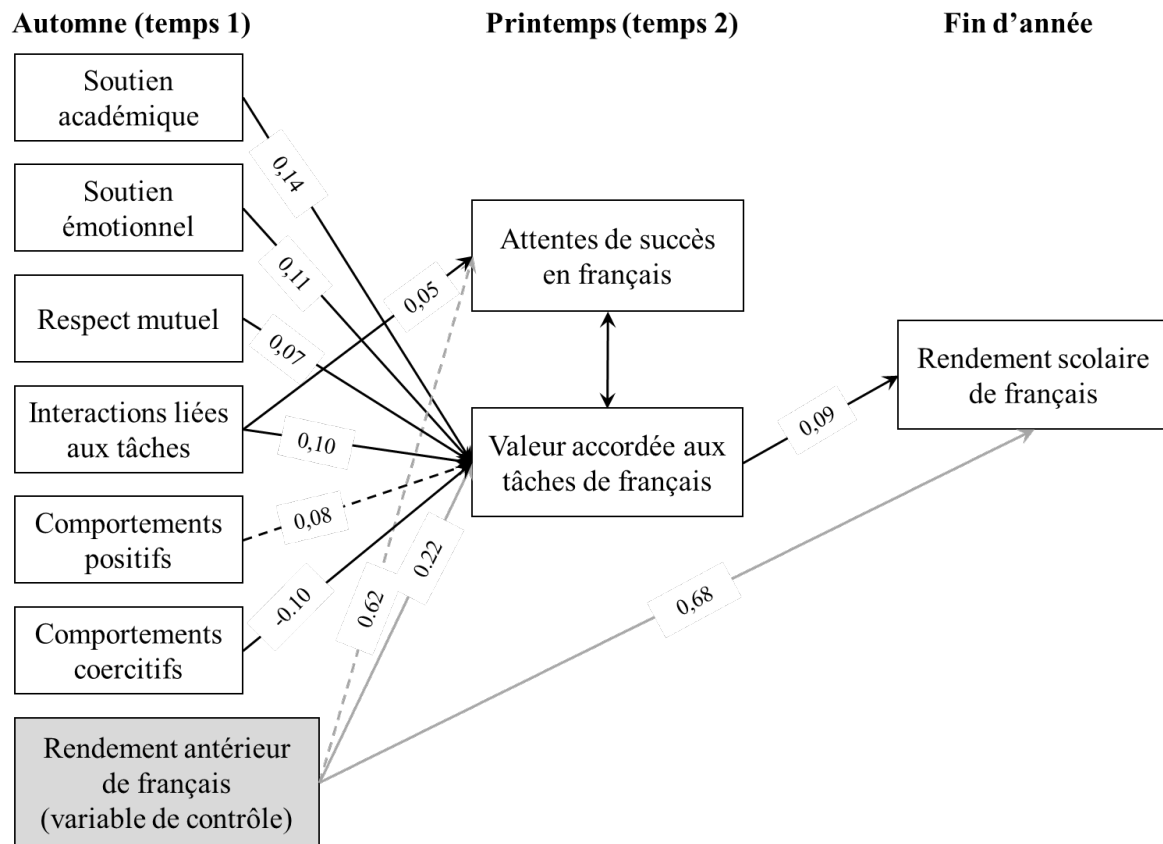 Automne (temps 1)
Printemps (temps 2)
Fin d'année
Soutien
académique
Soutien
émotionnel
Respect mutuel
Interactions liées
aux tâches
Comportements
positifs
Comportements
coercitifs
Rendement antérieur
de français
(variable de contrôle)
0,14
0,11
0,07
0,05
0,10
0,08
-0.10
0.62
0.22
Attentes de succès
en français
Valeur accordée aux
tâches de français
0,09
0,68
Rendement scolaire
de français